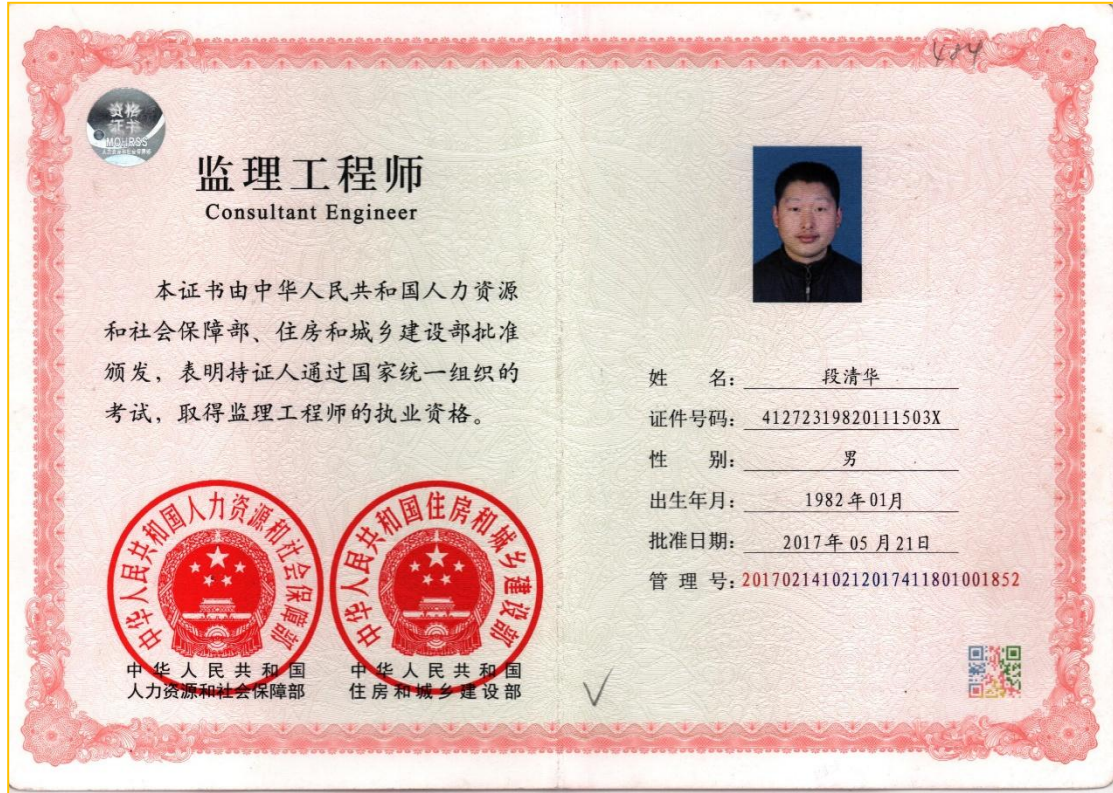 484
资格
证书
MOHRSS
监理工程师
Consultant Engineer
本证书由中华人民共和国人力资源
和社会保障部、住房和城乡建设部批准
颁发，表明持证人通过国家统一组织的
考试，取得监理工程师的执业资格。
姓 名：段清华
证件号码：41272319820111503X
性 别：男
出生年月：1982年01月
批准日期：2017年05月21日
管 理 号：2017021410212017411801001852
中华人民共和国人力资源和社会保障部
中华人民共和国住房和城乡建设部
中华人民共和国
人力资源和社会保障部
中华人民共和国
住房和城乡建设部